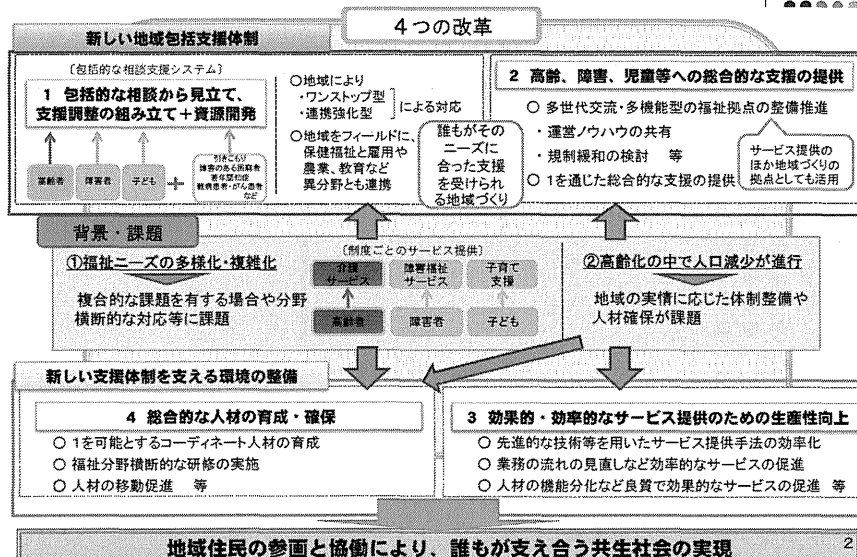 4つの改革
新しい地域包括支援体制
〔包括的な相談支援システム〕
1 包括的な相談から見立て、
支援調整の組み立て＋資源開発
高齢者
障害者
子ども
＋
引きこもり
障害のある困窮者
若年認知症
難病患者・がん患者
など
○地域により
・ワンストップ型
・連携強化型
による対応
○地域をフィールドに、
保健福祉と雇用や
農業、教育など
異分野とも連携
誰もがその
ニーズに
合った支援
を受けられ
る地域づくり
2 高齢、障害、児童等への総合的な支援の提供
○ 多世代交流・多機能型の福祉拠点の整備推進
・運営ノウハウの共有
・規制緩和の検討 等
○ 1を通じた総合的な支援の提供
サービス提供の
ほか地域づくりの
拠点としても活用
背景・課題
①福祉ニーズの多様化・複雑化
複合的な課題を有する場合や分野
横断的な対応等に課題
〔制度ごとのサービス提供〕
介護
サービス
障害福祉
サービス
子育て
支援
高齢者
障害者
子ども
②高齢化の中で人口減少が進行
地域の実情に応じた体制整備や
人材確保が課題
新しい支援体制を支える環境の整備
4 総合的な人材の育成・確保
○ 1を可能とするコーディネート人材の育成
○ 福祉分野横断的な研修の実施
○ 人材の移動促進 等
3 効果的・効率的なサービス提供のための生産性向上
○ 先進的な技術等を用いたサービス提供手法の効率化
○ 業務の流れの見直しなど効率的なサービスの促進
○ 人材の機能分化など良質で効果的なサービスの促進 等
地域住民の参画と協働により、誰もが支え合う共生社会の実現
2